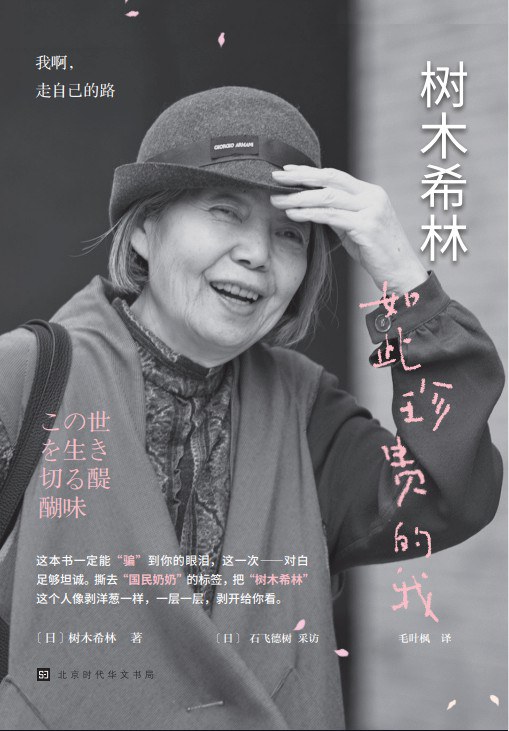 我啊，
走自己的路
GIORGIO ARMANI
树木希林
如此珍贵的我
この世
を生き
切る醍
醐味
这本书一定能“骗”到你的眼泪，这一次——对白
足够坦诚。撕去“国民奶奶”的标签，把“树木希林”
这个人像剥洋葱一样，一层一层，剥开给你看。
〔日〕树木希林 著 〔日〕石飞德树 采访 毛叶枫 译
北京时代华文书局